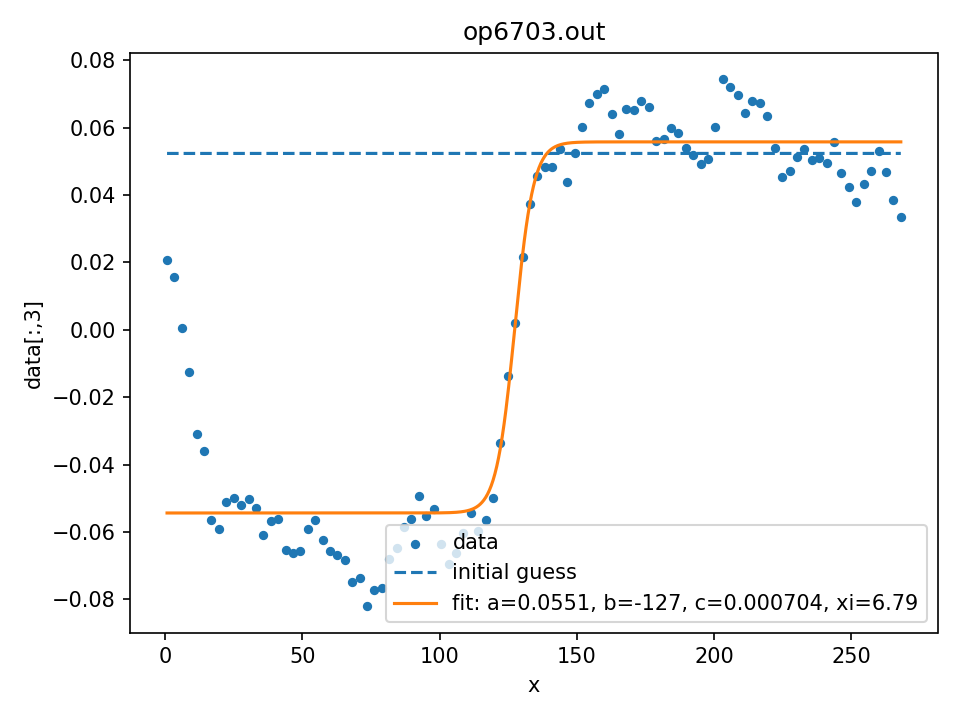 op6703.out
0.08
0.06
0.04
0.02
0.00
−0.02
−0.04
−0.06
−0.08
data[:,3]
data
initial guess
fit: a=0.0551, b=-127, c=0.000704, xi=6.79
0 50 100 150 200 250
x